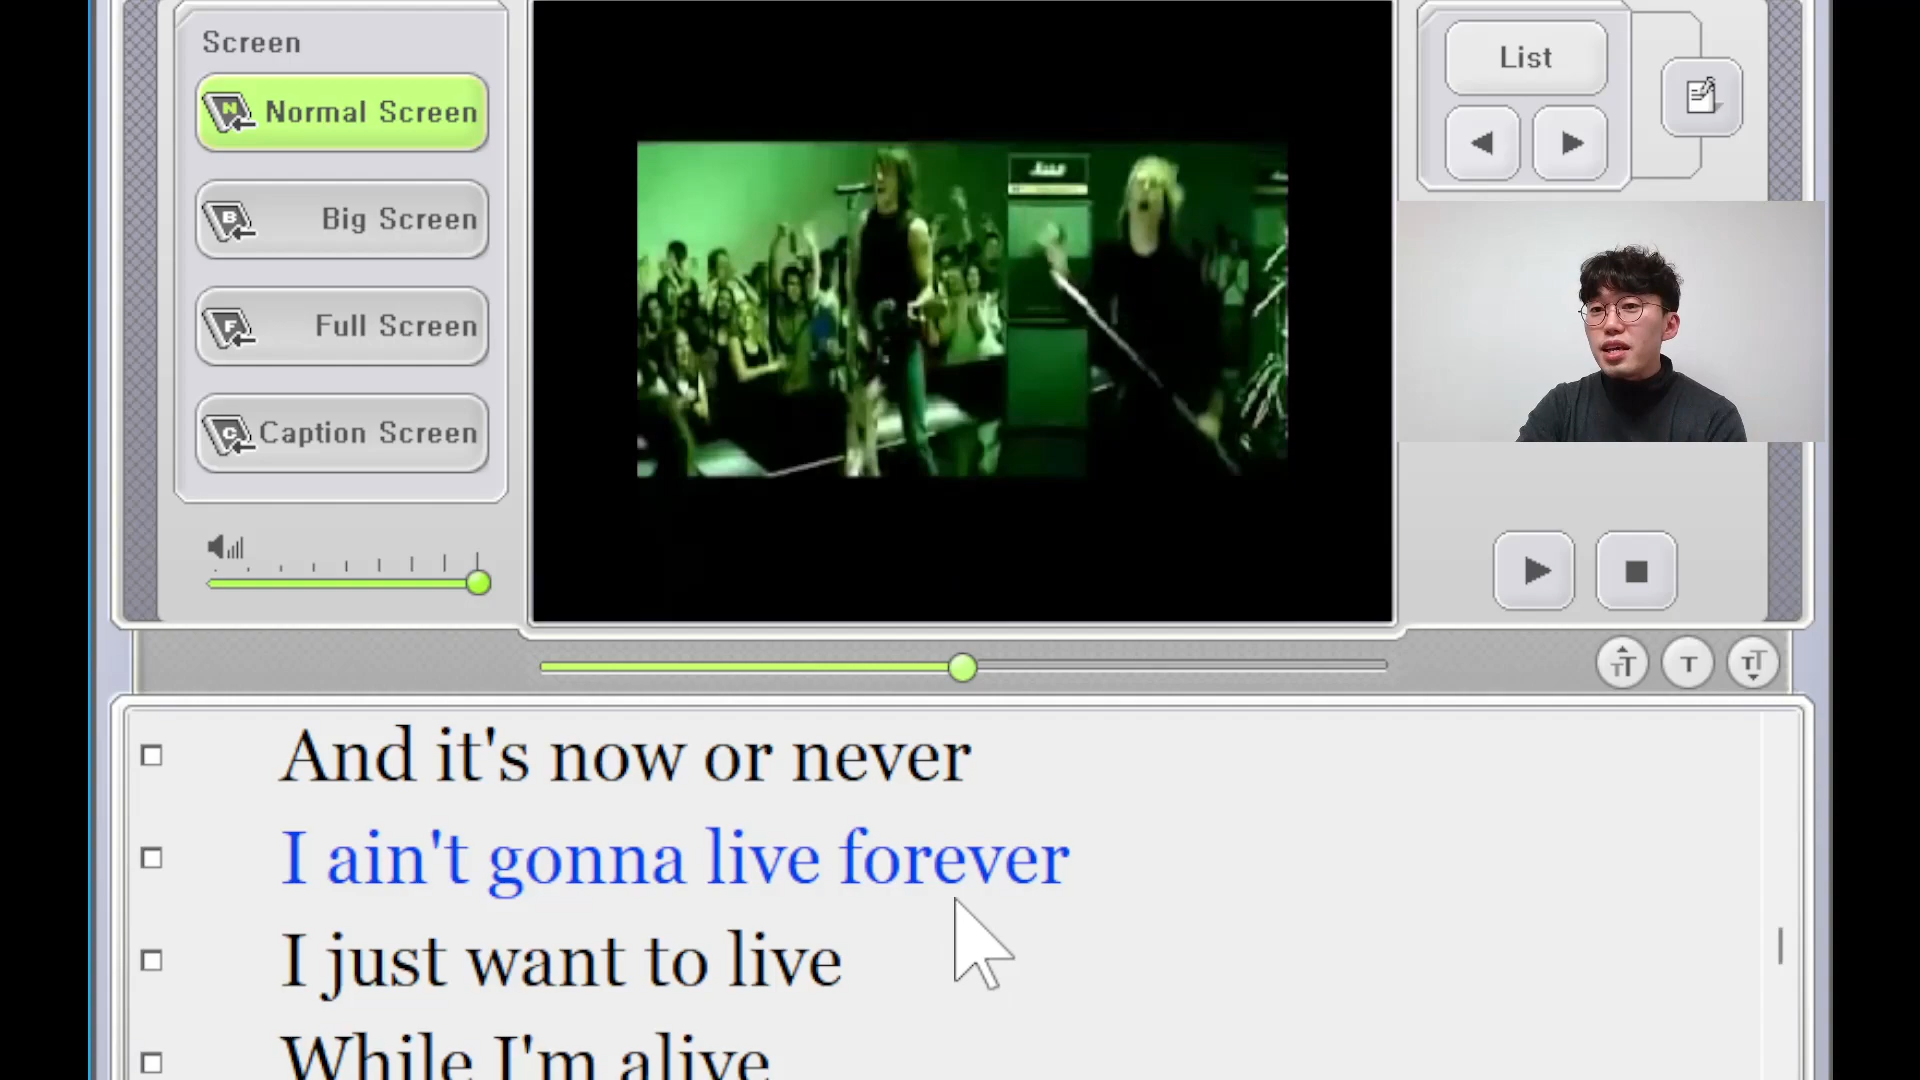 Screen
N Normal Screen
B Big Screen
F Full Screen
C Caption Screen
List
T T T
And it's now or never
I ain't gonna live forever
I just want to live
While I'm alive